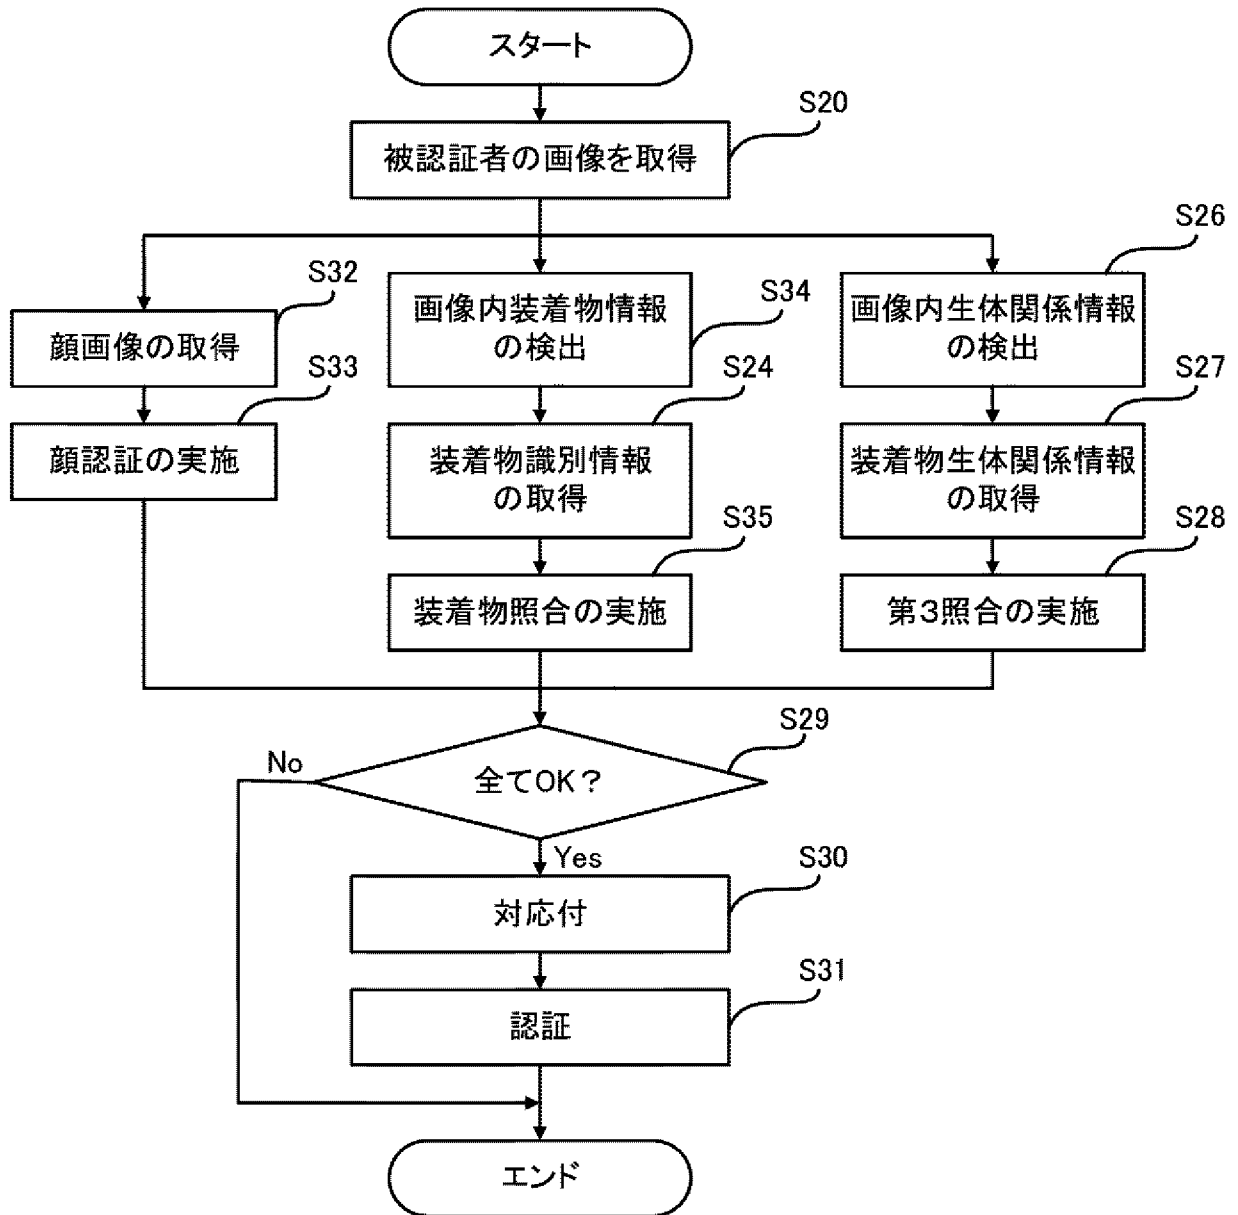 スタート
S20
被認証者の画像を取得
S32
顔画像の取得
S33
顔認証の実施
S34
画像内装着物情報
の検出
S24
装着物識別情報
の取得
S35
装着物照合の実施
S26
画像内生体関係情報
の検出
S27
装着物生体関係情報
の取得
S28
第3照合の実施
S29
全てOK?
No
Yes
S30
対応付
S31
認証
エンド